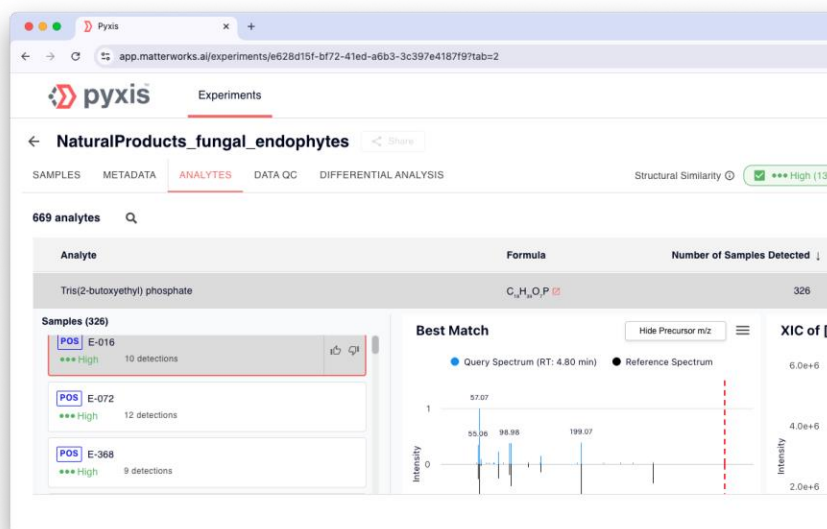 Pyxis
app.matterworks.ai/experiments/e628d15f-bf72-41ed-a6b3-3c397e4187f9?tab=2
pyxis
Experiments
NaturalProducts_fungal_endophytes Share
SAMPLES METADATA ANALYTES DATA QC DIFFERENTIAL ANALYSIS Structural Similarity High (13
669 analytes
Analyte Formula Number of Samples Detected ↓
Tris(2-butoxyethyl) phosphate C₁₈H₃₉O₇P 326
Samples (326)
POS E-016
High 10 detections
POS E-072
High 12 detections
POS E-368
High 9 detections
Best Match Hide Precursor m/z
Query Spectrum (RT: 4.80 min) Reference Spectrum
57.07
1
55.06 98.98 199.07
0
Intensity
XIC of [
6.0e+6
4.0e+6
Intensity
2.0e+6